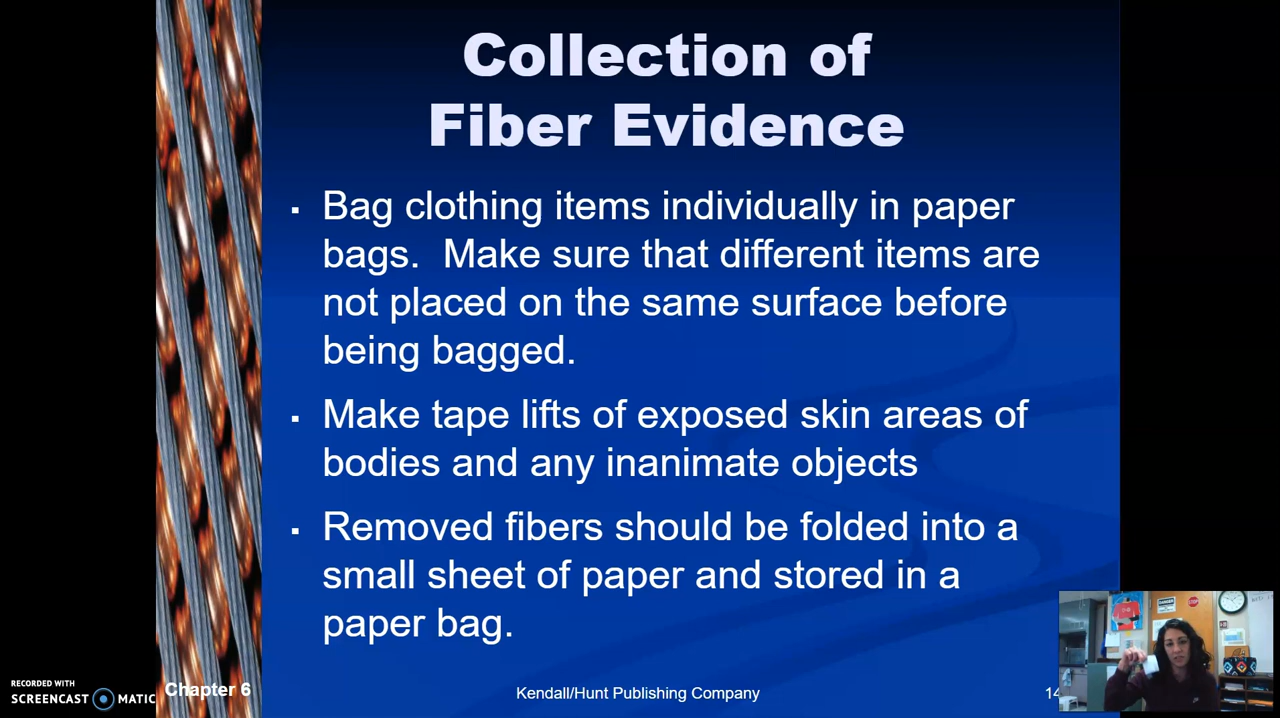 Collection of
Fiber Evidence
▪ Bag clothing items individually in paper
bags.  Make sure that different items are
not placed on the same surface before
being bagged.
▪ Make tape lifts of exposed skin areas of
bodies and any inanimate objects
▪ Removed fibers should be folded into a
small sheet of paper and stored in a
paper bag.
RECORDED WITH
SCREENCAST MATIC
Chapter 6
Kendall/Hunt Publishing Company
14
STOP